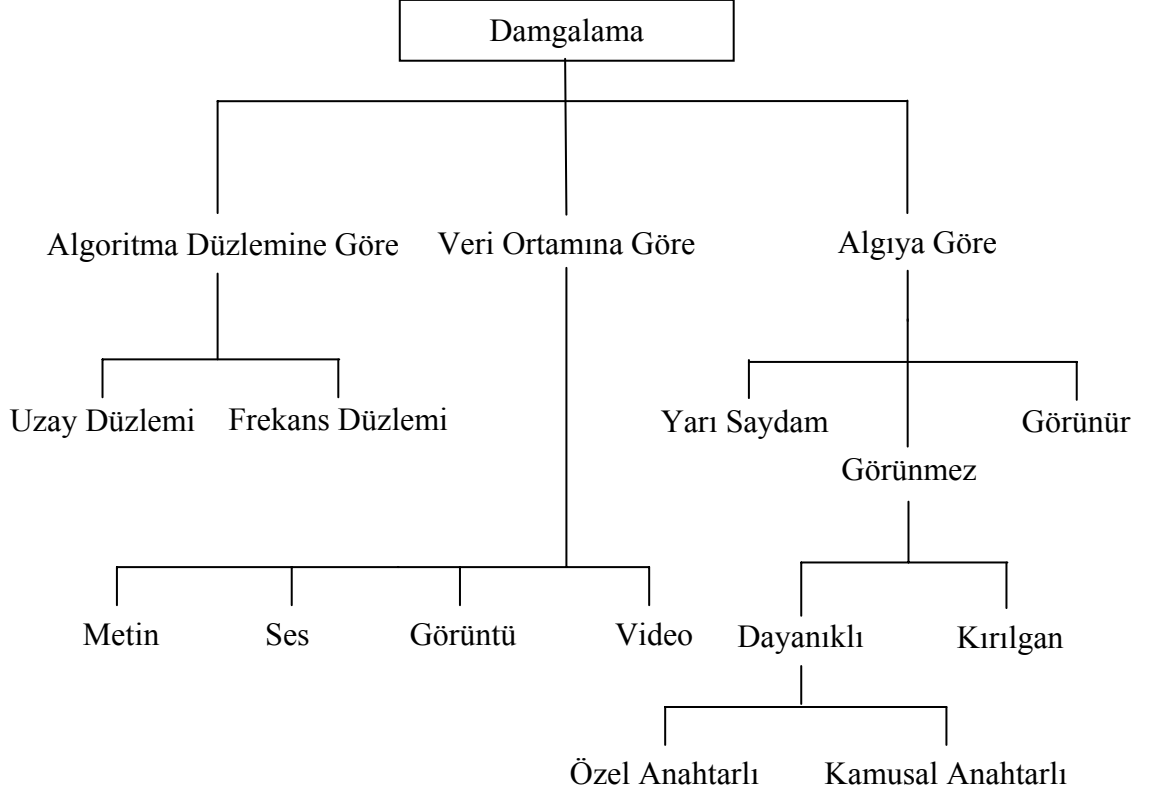 Damgalama
Algoritma Düzlemine Göre
Veri Ortamına Göre
Algıya Göre
Uzay Düzlemi
Frekans Düzlemi
Yarı Saydam
Görünür
Görünmez
Metin
Ses
Görüntü
Video
Dayanıklı
Kırılgan
Özel Anahtarlı
Kamusal Anahtarlı